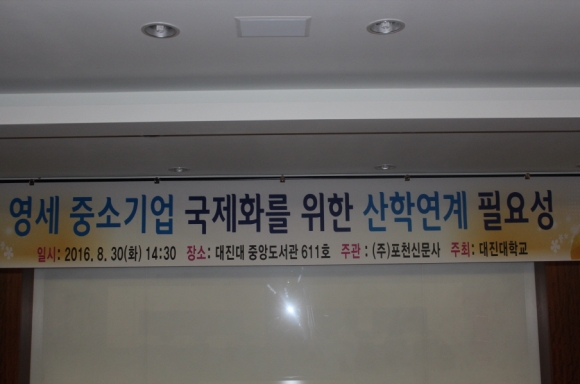 영세 중소기업 국제화를 위한 산학연계 필요성
일시: 2016. 8. 30(화) 14:30 장소: 대진대 중앙도서관 611호 주관 : (주)포천신문사 주최: 대진대학교